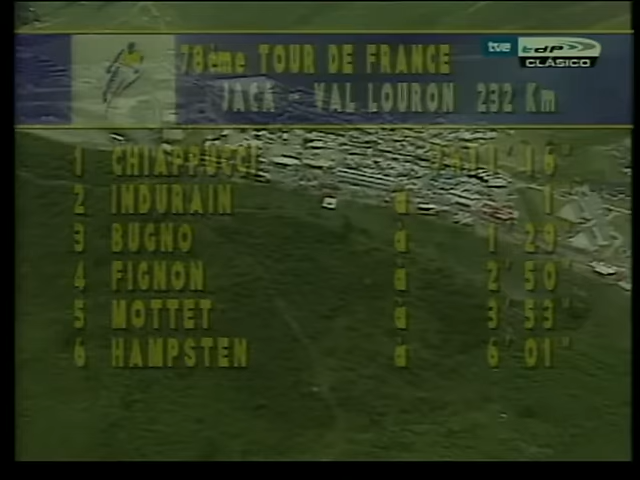 78ème TOUR DE FRANCE
tve tdp CLÁSICO
JACA - VAL LOURON 232 Km
1 CHIAPPUCCI 16"
2 INDURAIN à 1"
3 BUGNO à 1' 29"
4 FIGNON à 2' 50"
5 MOTTET à 3' 53"
6 HAMPSTEN à 6' 01"